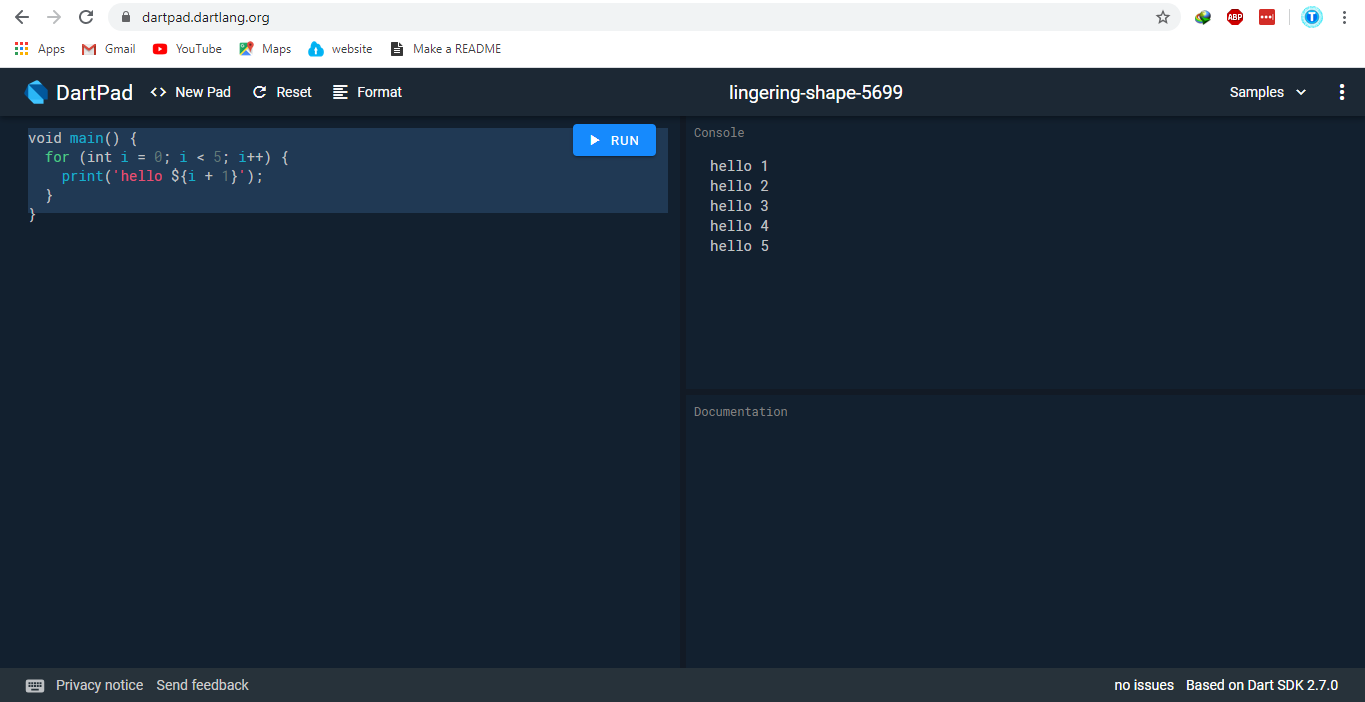 dartpad.dartlang.org
ABP
T
Apps Gmail YouTube Maps website Make a README
DartPad <> New Pad Reset Format lingering-shape-5699 Samples
void main() {
for (int i = 0; i < 5; i++) {
print('hello ${i + 1}');
}
}
RUN
Console
hello 1
hello 2
hello 3
hello 4
hello 5
Documentation
Privacy notice Send feedback no issues Based on Dart SDK 2.7.0